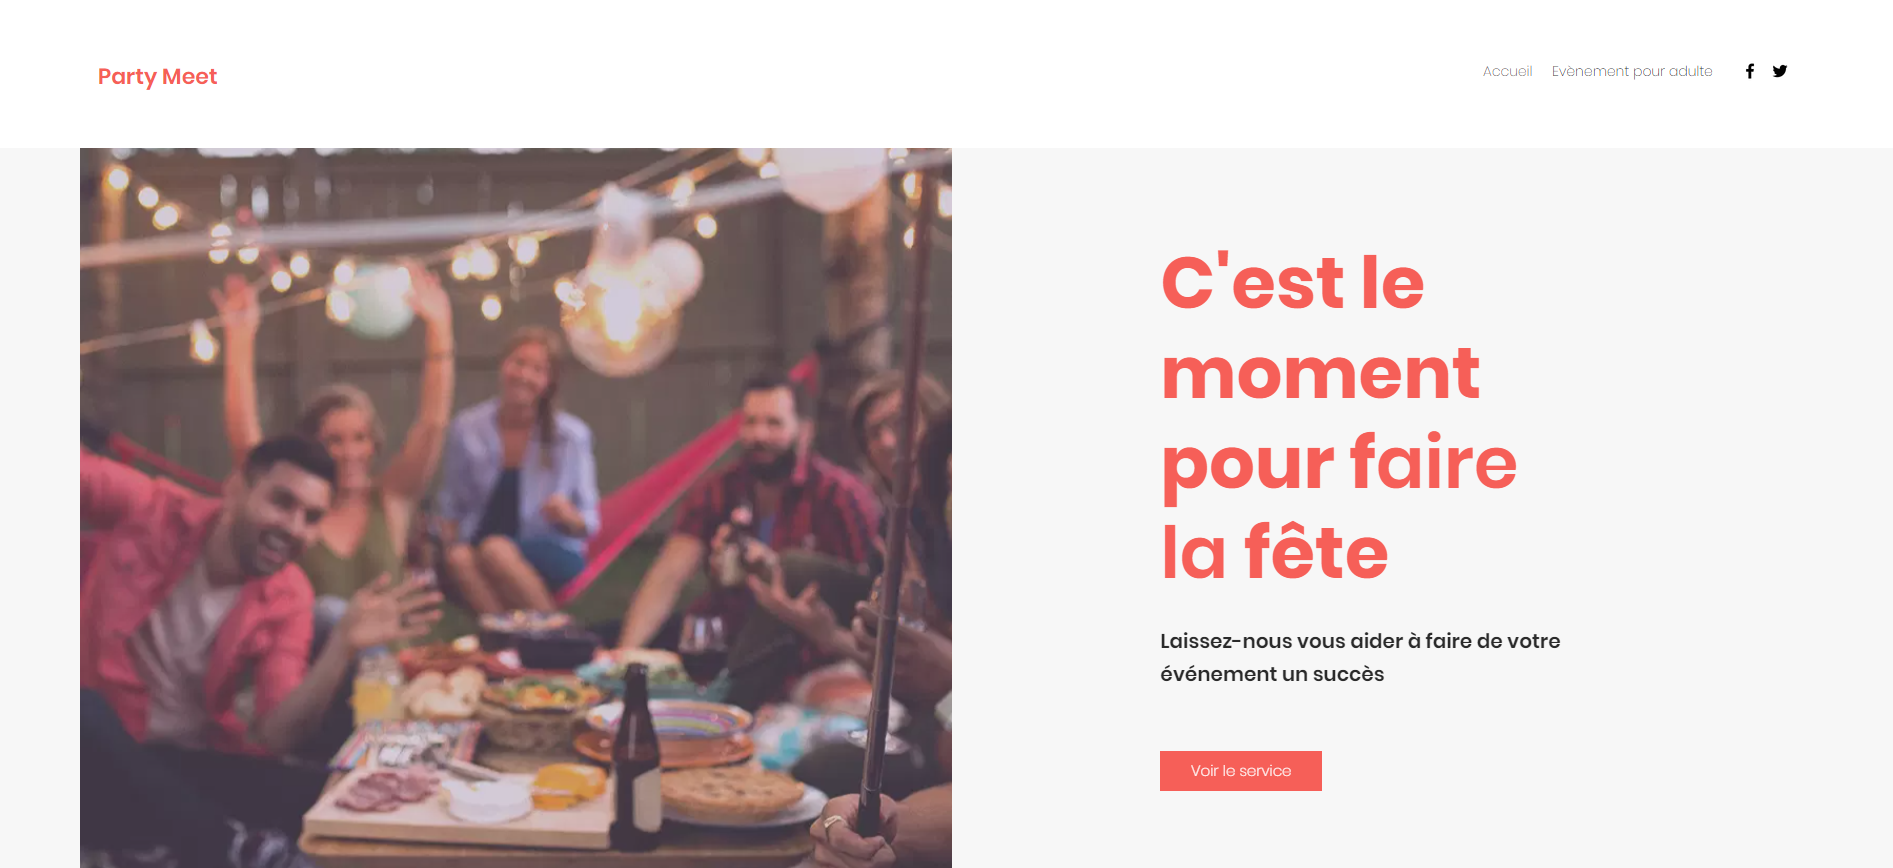 Party Meet
Accueil
Evènement pour adulte
C'est le
moment
pour faire
la fête
Laissez-nous vous aider à faire de votre
événement un succès
Voir le service